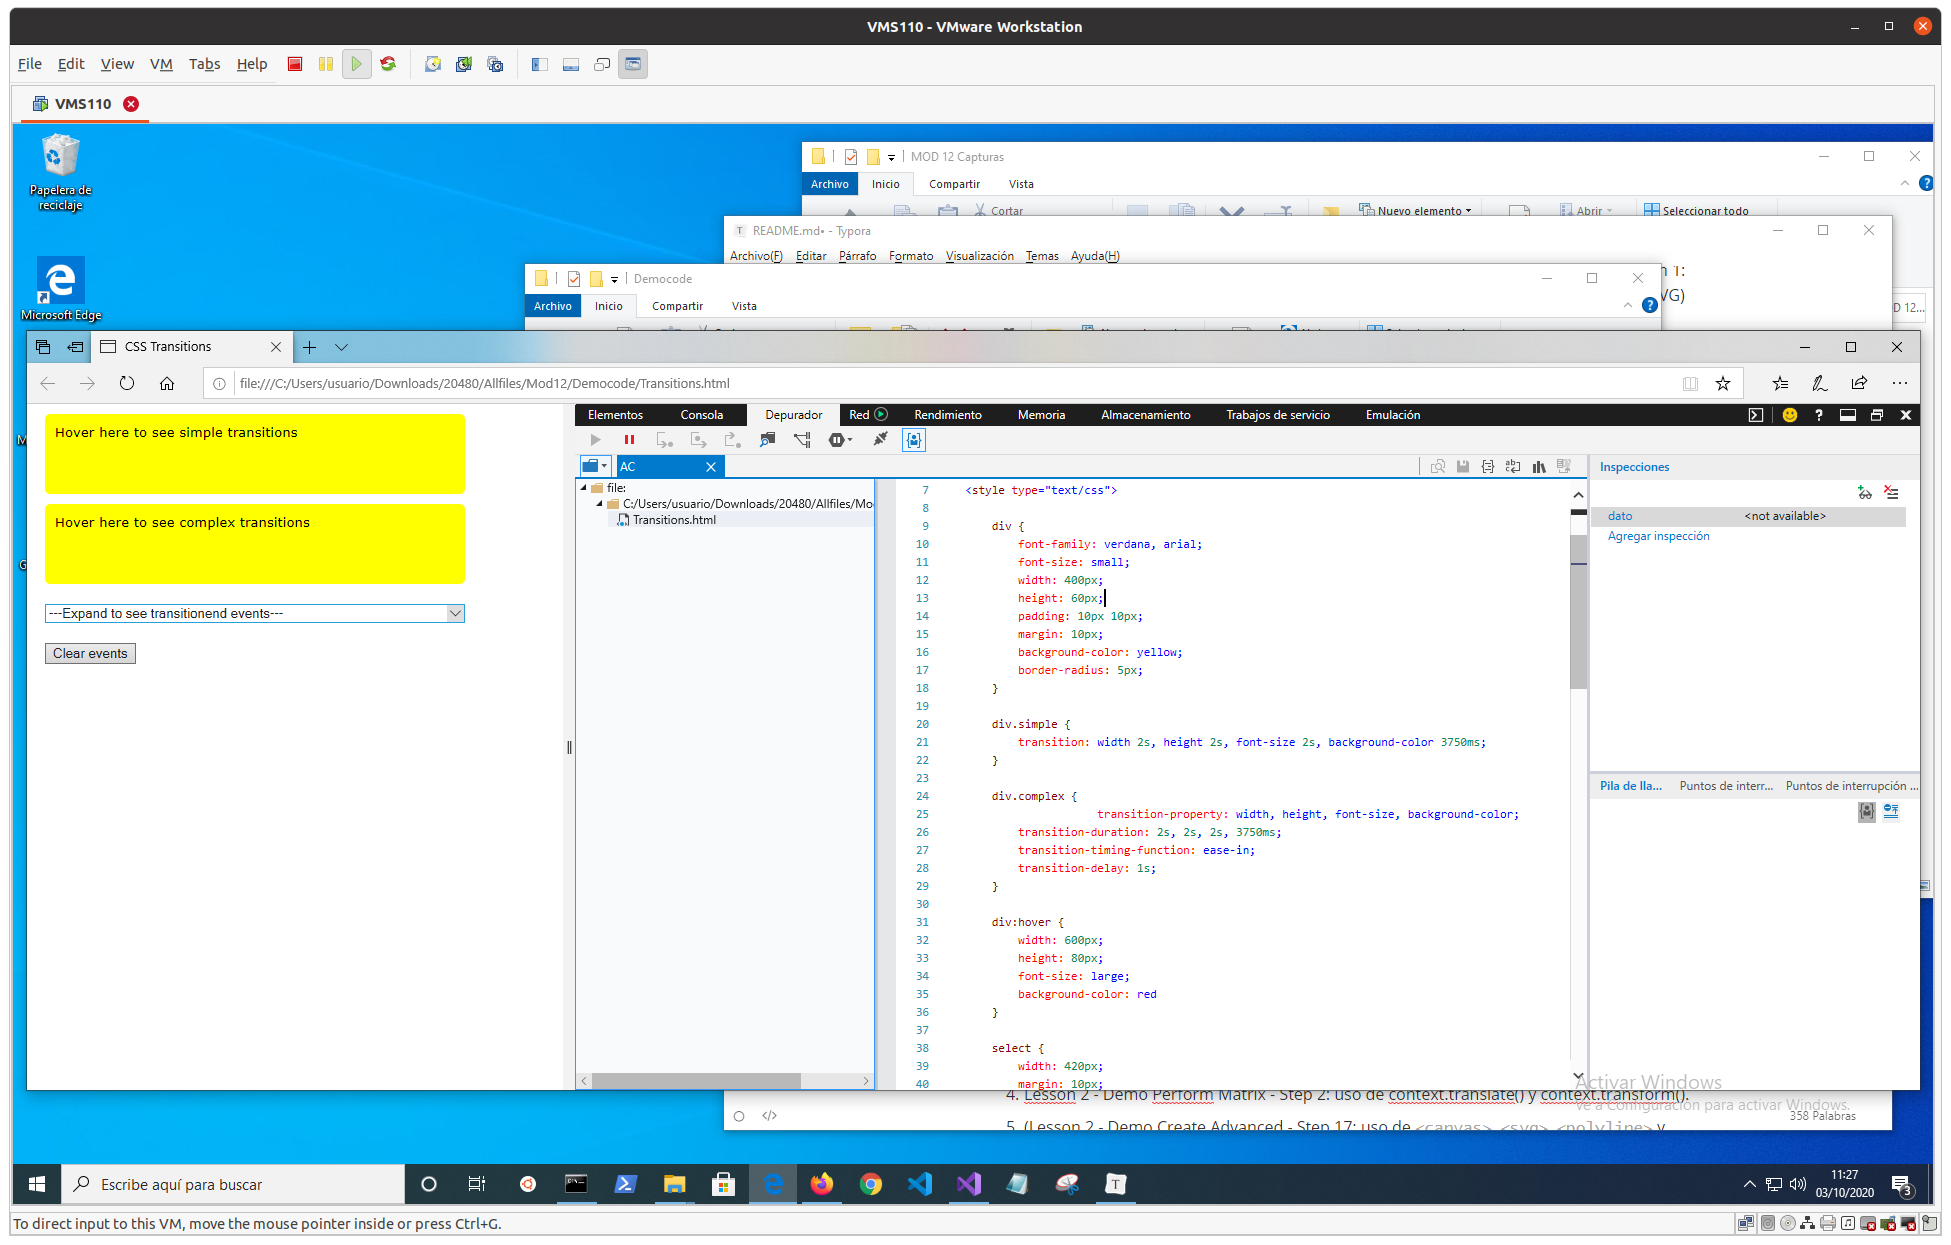 VMS110 - VMware Workstation
File Edit View VM Tabs Help
VMS110
Papelera de
reciclaje
Microsoft Edge
MOD 12 Capturas
Archivo Inicio Compartir Vista
Cortar Nuevo elemento Abrir Seleccionar todo
README.md• - Typora
Archivo(F) Editar Párrafo Formato Visualización Temas Ayuda(H)
n 1:
VG)
D 12...
Democode
Archivo Inicio Compartir Vista
CSS Transitions
file:///C:/Users/usuario/Downloads/20480/Allfiles/Mod12/Democode/Transitions.html
Hover here to see simple transitions
Hover here to see complex transitions
---Expand to see transitionend events---
Clear events
Elementos Consola Depurador Red Rendimiento Memoria Almacenamiento Trabajos de servicio Emulación
AC
file:
C:/Users/usuario/Downloads/20480/Allfiles/Mo
Transitions.html
7 <style type="text/css">
8
9 div {
10 font-family: verdana, arial;
11 font-size: small;
12 width: 400px;
13 height: 60px;
14 padding: 10px 10px;
15 margin: 10px;
16 background-color: yellow;
17 border-radius: 5px;
18 }
19
20 div.simple {
21 transition: width 2s, height 2s, font-size 2s, background-color 3750ms;
22 }
23
24 div.complex {
25 transition-property: width, height, font-size, background-color;
26 transition-duration: 2s, 2s, 2s, 3750ms;
27 transition-timing-function: ease-in;
28 transition-delay: 1s;
29 }
30
31 div:hover {
32 width: 600px;
33 height: 80px;
34 font-size: large;
35 background-color: red
36 }
37
38 select {
39 width: 420px;
40 margin: 10px;
Inspecciones
dato <not available>
Agregar inspección
Pila de lla... Puntos de interr... Puntos de interrupción ...
Activar Windows
Ve a Configuración para activar Windows.
4. Lesson 2 - Demo Perform Matrix - Step 2: uso de context.translate() y context.transform().
5. (Lesson 2 - Demo Create Advanced - Step 17: uso de <canvas> <svg> <polyline> y
358 Palabras
Escribe aquí para buscar
11:27
03/10/2020
3
To direct input to this VM, move the mouse pointer inside or press Ctrl+G.